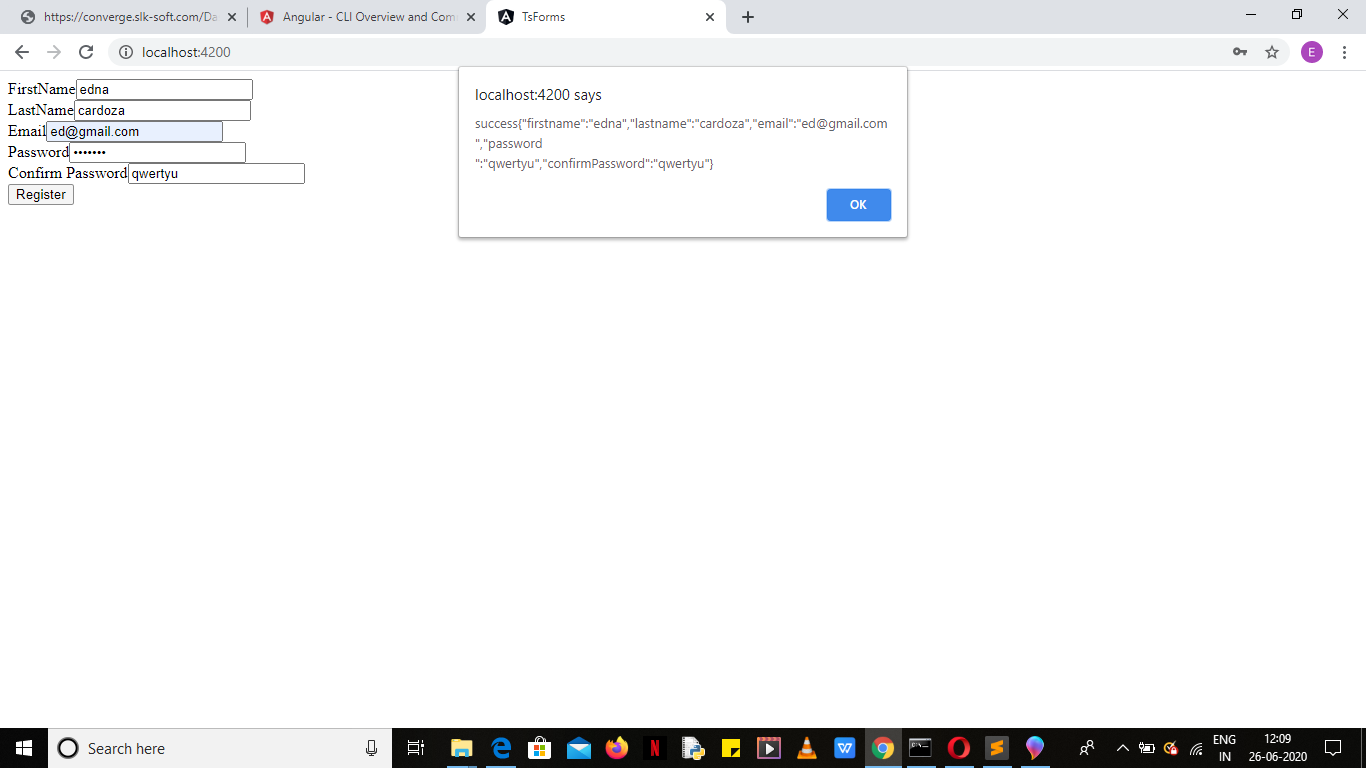 https://converge.slk-soft.com/Da
Angular - CLI Overview and Com
TsForms
localhost:4200
E
FirstName edna
LastName cardoza
Email ed@gmail.com
Password •••••••
Confirm Password qwertyu
Register
localhost:4200 says
success{"firstname":"edna","lastname":"cardoza","email":"ed@gmail.com
","password
":"qwertyu","confirmPassword":"qwertyu"}
OK
Search here
ENG
IN
12:09
26-06-2020